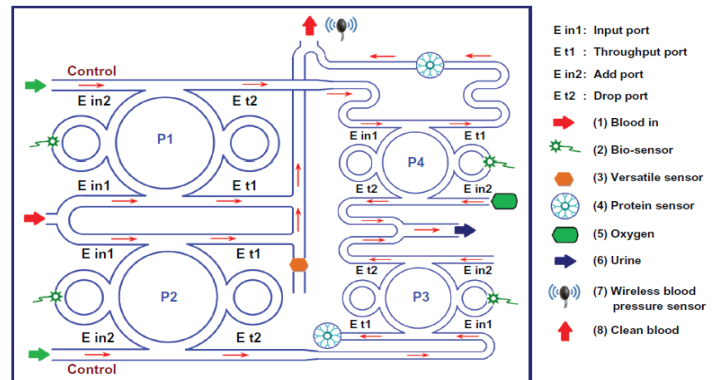 Control
E in2
E t2
P1
E in1
E t1
E in1
E t1
P2
E in2
E t2
Control
E in1
E t1
P4
E t2
E in2
E t2
E in2
P3
E t1
E in1
E in1: Input port
E t1 : Throughput port
E in2: Add port
E t2 : Drop port
(1) Blood in
(2) Bio-sensor
(3) Versatile sensor
(4) Protein sensor
(5) Oxygen
(6) Urine
(7) Wireless blood
pressure sensor
(8) Clean blood